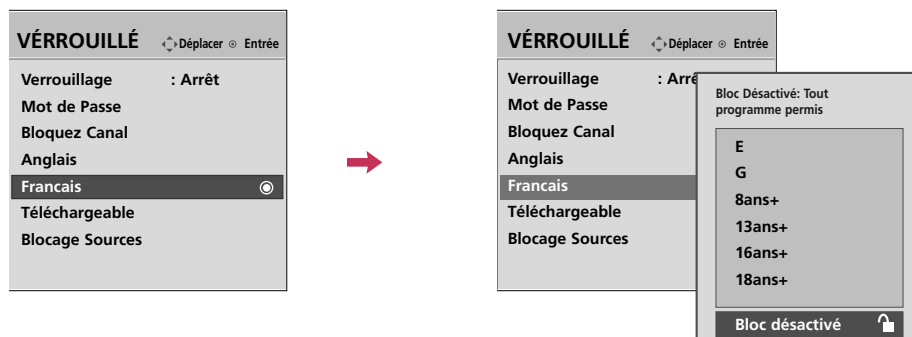 VÉRROUILLÉ Déplacer Entrée
Verrouillage : Arrêt
Mot de Passe
Bloquez Canal
Anglais
Francais
Téléchargeable
Blocage Sources
VÉRROUILLÉ Déplacer Entrée
Verrouillage : Arrê
Mot de Passe
Bloquez Canal
Anglais
Francais
Téléchargeable
Blocage Sources
Bloc Désactivé: Tout
programme permis
E
G
8ans+
13ans+
16ans+
18ans+
Bloc désactivé